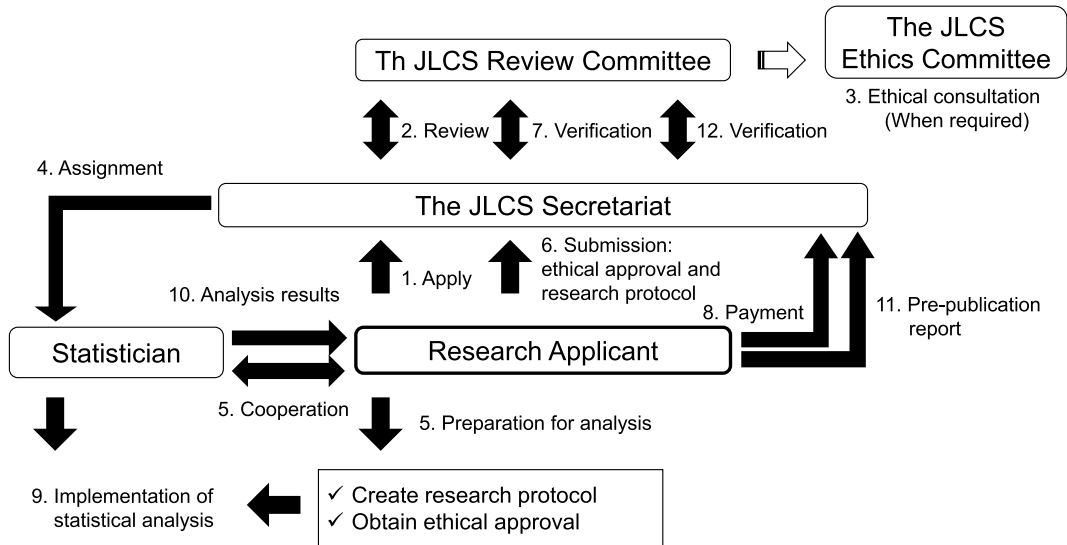 The JLCS
Ethics Committee
Th JLCS Review Committee
3. Ethical consultation
(When required)
2. Review
7. Verification
12. Verification
4. Assignment
The JLCS Secretariat
6. Submission:
ethical approval and
research protocol
1. Apply
10. Analysis results
8. Payment
11. Pre-publication
report
Statistician
Research Applicant
5. Cooperation
5. Preparation for analysis
9. Implementation of
statistical analysis
✓ Create research protocol
✓ Obtain ethical approval